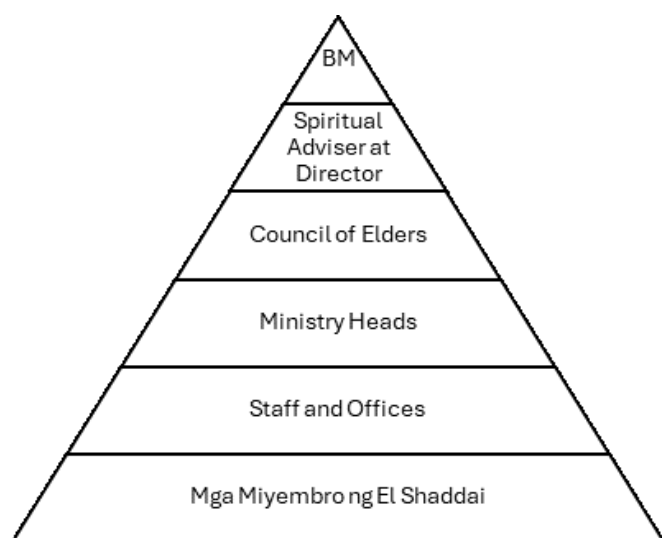 BM
Spiritual
Adviser at
Director
Council of Elders
Ministry Heads
Staff and Offices
Mga Miyembro ng El Shaddai